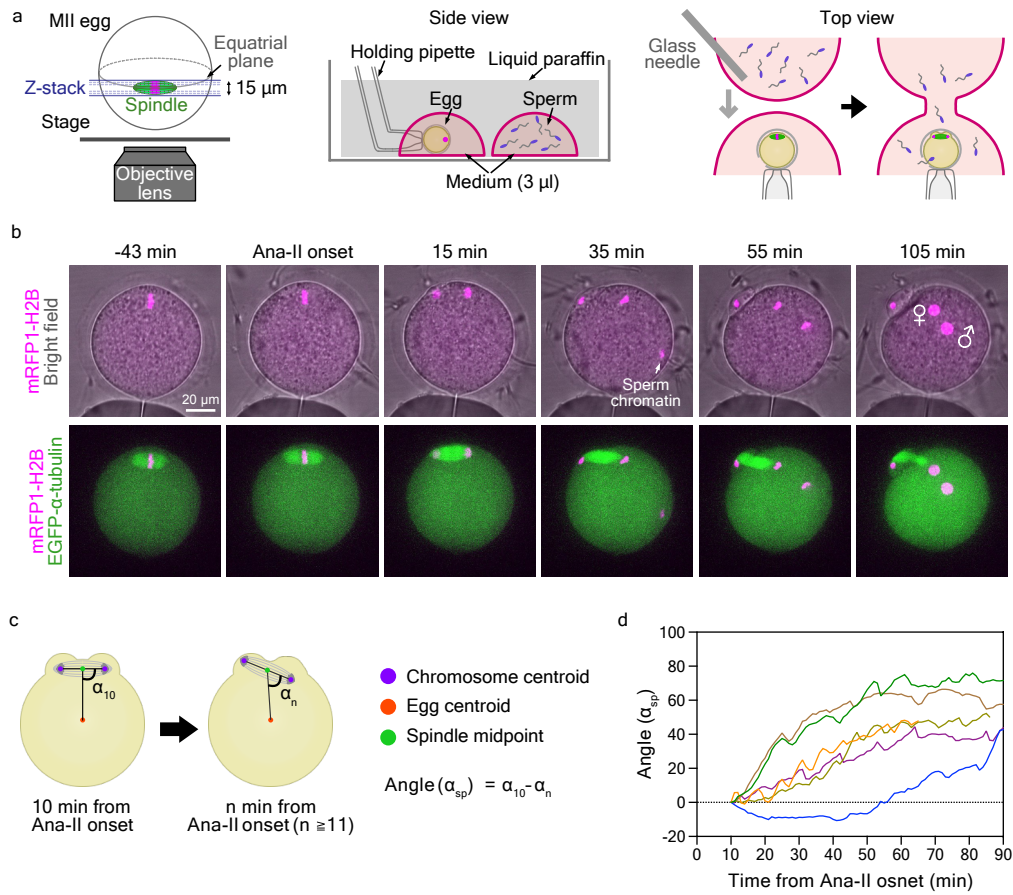 a
MII egg
Equatrial
plane
Z-stack
15 μm
Spindle
Stage
Objective
lens
Side view
Holding pipette
Liquid paraffin
Egg
Sperm
Medium (3 μl)
Top view
Glass
needle
b
-43 min
Ana-II onset
15 min
35 min
55 min
105 min
mRFP1-H2B
Bright field
20 μm
Sperm
chromatin
♀
♂
mRFP1-H2B
EGFP-α-tubulin
c
α10
αn
10 min from
Ana-II onset
n min from
Ana-II onset (n ≧11)
Chromosome centroid
Egg centroid
Spindle midpoint
Angle (αsp) = α10-αn
d
Angle (αsp)
100
80
60
40
20
0
-20
0 10 20 30 40 50 60 70 80 90
Time from Ana-II osnet (min)